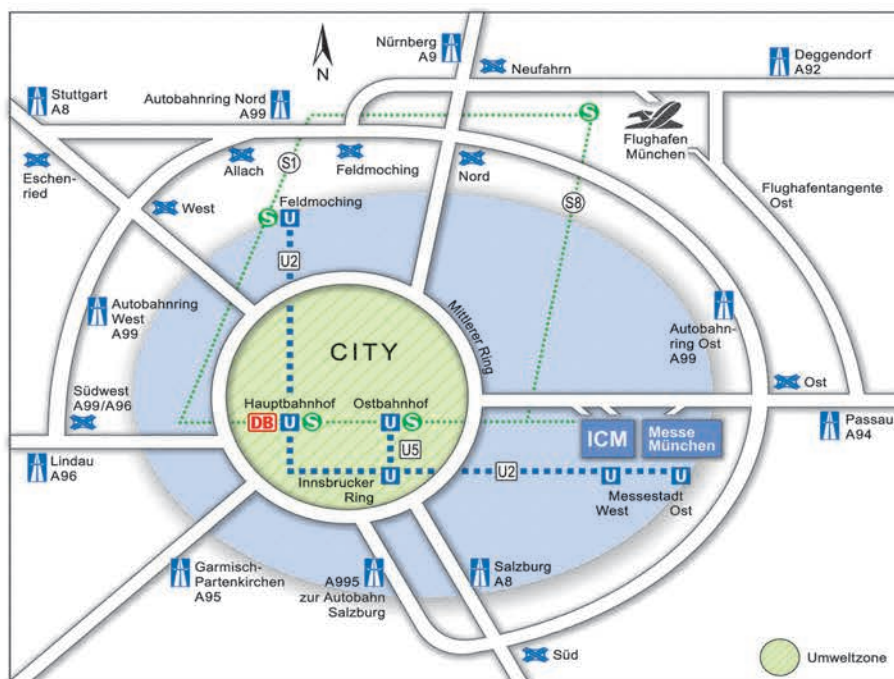 Nürnberg
A9
N
Neufahrn
Deggendorf
A92
Stuttgart
A8
Autobahnring Nord
A99
S
Flughafen
München
Eschen-
ried
Allach
S1
Feldmoching
Nord
Flughafentangente
Ost
West
S
Feldmoching
U
S8
U2
Autobahnring
West
A99
Mittlerer Ring
CITY
Autobahn-
ring Ost
A99
Südwest
A99/A96
Hauptbahnhof
Ostbahnhof
Ost
DB
U
S
U
S
ICM
Messe
München
Passau
A94
U5
Lindau
A96
Innsbrucker
Ring
U
U2
U
U
Messestadt
West
Ost
Garmisch-
Partenkirchen
A95
A995
zur Autobahn
Salzburg
Salzburg
A8
Süd
Umweltzone